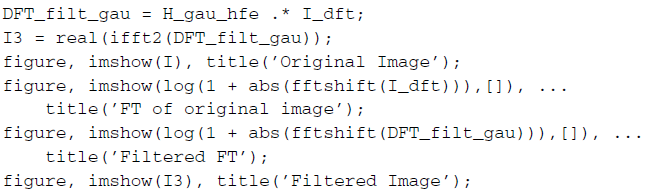 DFT_filt_gau = H_gau_hfe .* I_dft;
I3 = real(ifft2(DFT_filt_gau));
figure, imshow(I), title('Original Image');
figure, imshow(log(1 + abs(fftshift(I_dft))),[]), ...
    title('FT of original image');
figure, imshow(log(1 + abs(fftshift(DFT_filt_gau))),[]), ...
    title('Filtered FT');
figure, imshow(I3), title('Filtered Image');